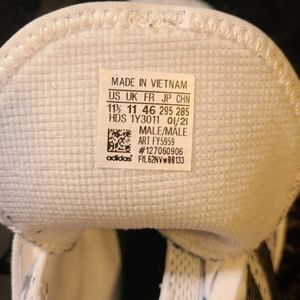 MADE IN VIETNAM
US UK FR JP CHN
11½ 11 46 295 285
HDS 1Y3011 01/21
MALE/MALE
ART FY5959
#127060906
adidas FfL62NVw00133